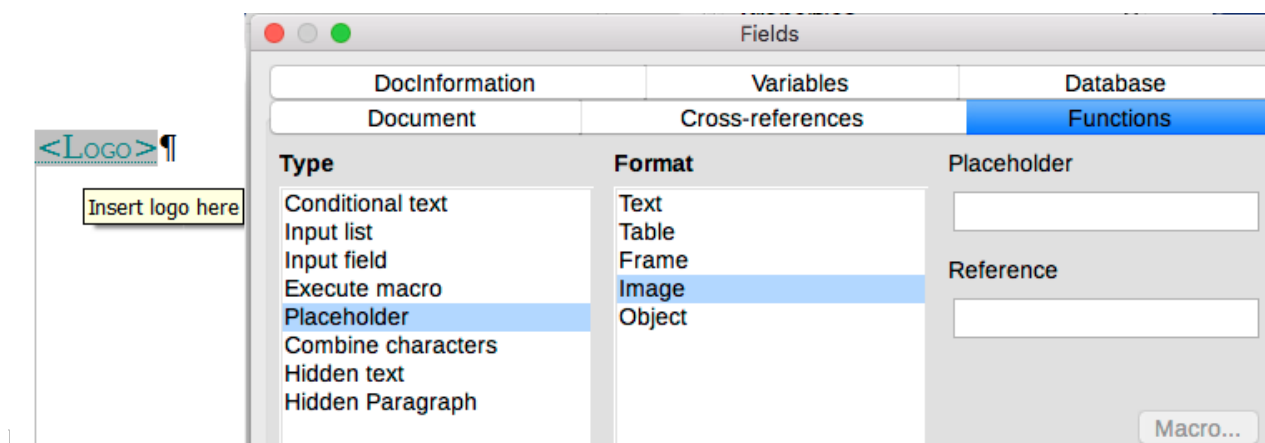 Fields
DocInformation Variables Database
Document Cross-references Functions
<Logo>¶
Insert logo here
Type
Conditional text
Input list
Input field
Execute macro
Placeholder
Combine characters
Hidden text
Hidden Paragraph
Format
Text
Table
Frame
Image
Object
Placeholder
Reference
Macro...